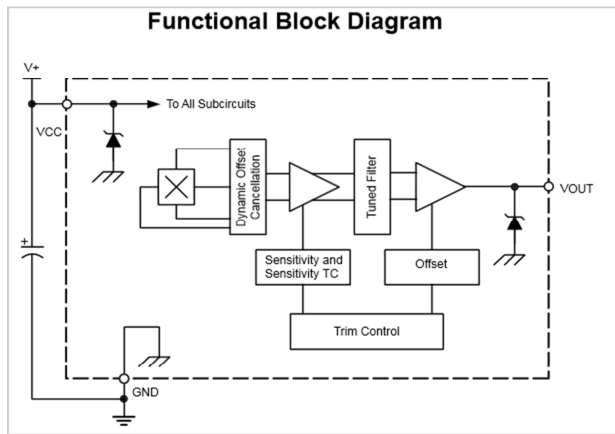 Functional Block Diagram
V+
To All Subcircuits
VCC
Dynamic Offset
Cancellation
Tuned Filter
VOUT
Sensitivity and
Sensitivity TC
Offset
Trim Control
+
GND